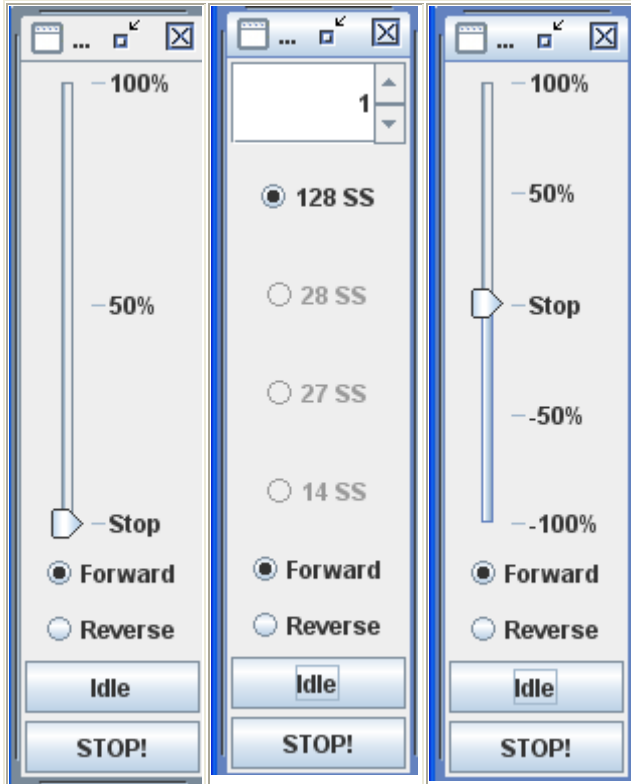 ...
100%
50%
Stop
Forward
Reverse
Idle
STOP!
...
1
128 SS
28 SS
27 SS
14 SS
Forward
Reverse
Idle
STOP!
...
100%
50%
Stop
-50%
-100%
Forward
Reverse
Idle
STOP!